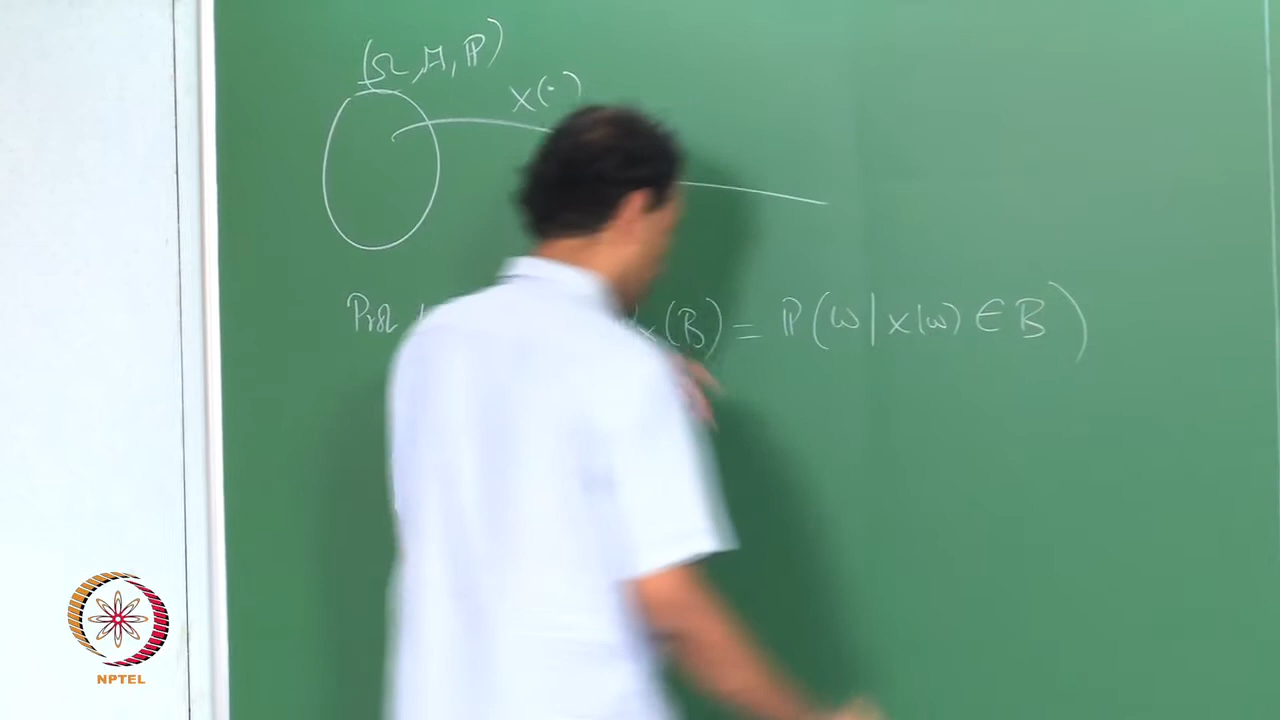 (Ω, 𝓕, ℙ)
X(·)
Prob X(B) = ℙ(ω | X(ω) ∈ B)
NPTEL